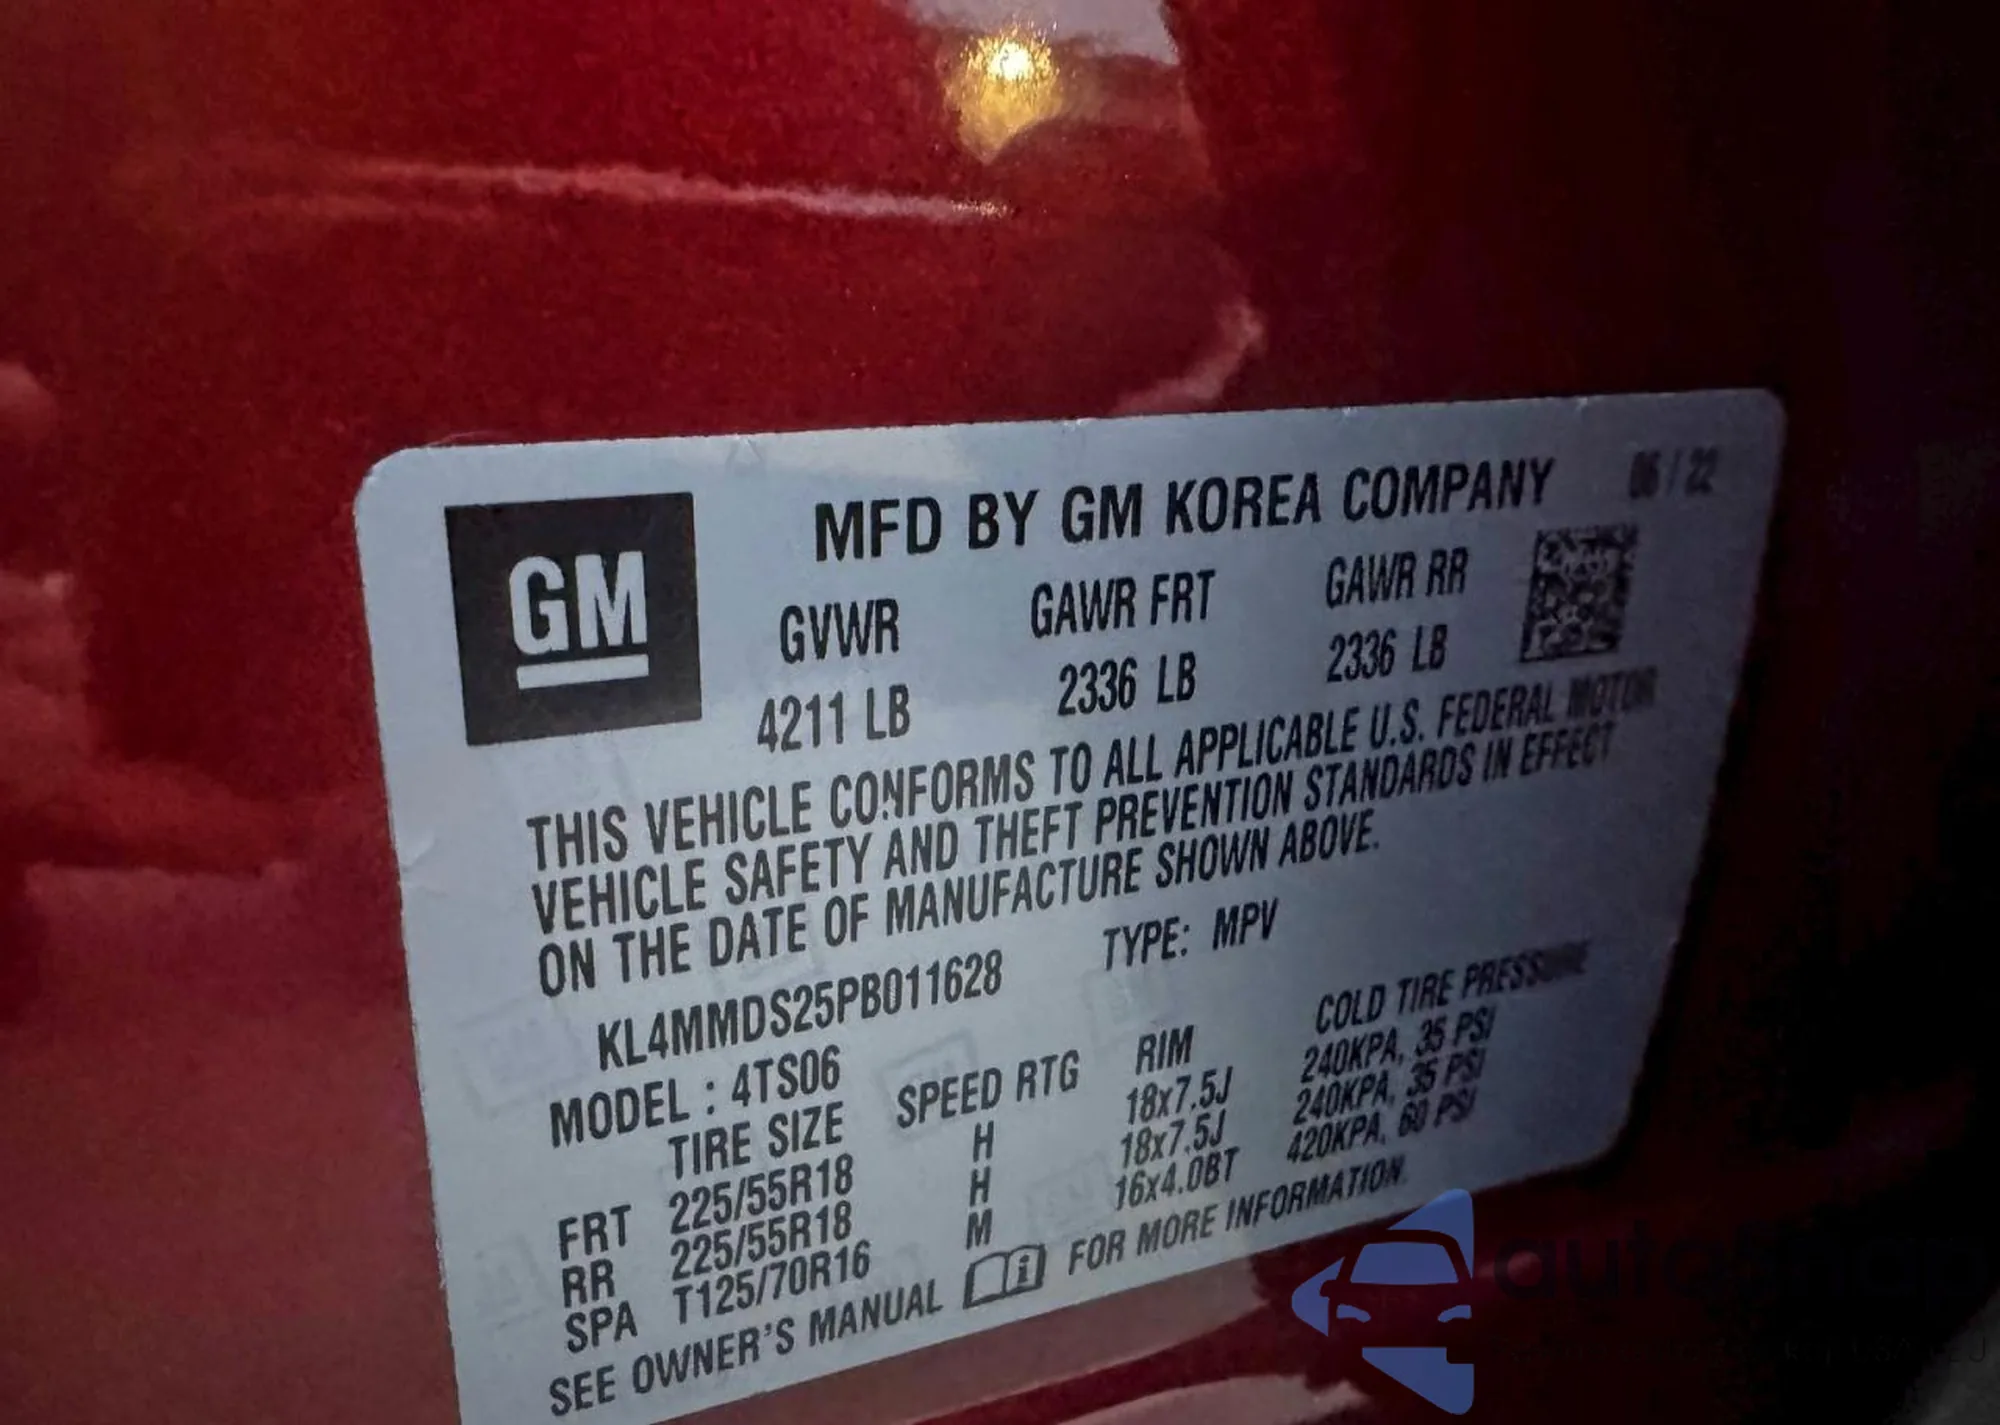 MFD BY GM KOREA COMPANY 06 / 22
GM
GVWR GAWR FRT GAWR RR
4211 LB 2336 LB 2336 LB
THIS VEHICLE CONFORMS TO ALL APPLICABLE U.S. FEDERAL MOTOR
VEHICLE SAFETY AND THEFT PREVENTION STANDARDS IN EFFECT
ON THE DATE OF MANUFACTURE SHOWN ABOVE.
KL4MMDS25PB011628 TYPE: MPV
MODEL : 4TS06
TIRE SIZE SPEED RTG RIM COLD TIRE PRESSURE
FRT 225/55R18 H 18x7.5J 240KPA, 35 PSI
RR 225/55R18 H 18x7.5J 240KPA, 35 PSI
SPA T125/70R16 M 16x4.0BT 420KPA, 60 PSI
SEE OWNER'S MANUAL FOR MORE INFORMATION.